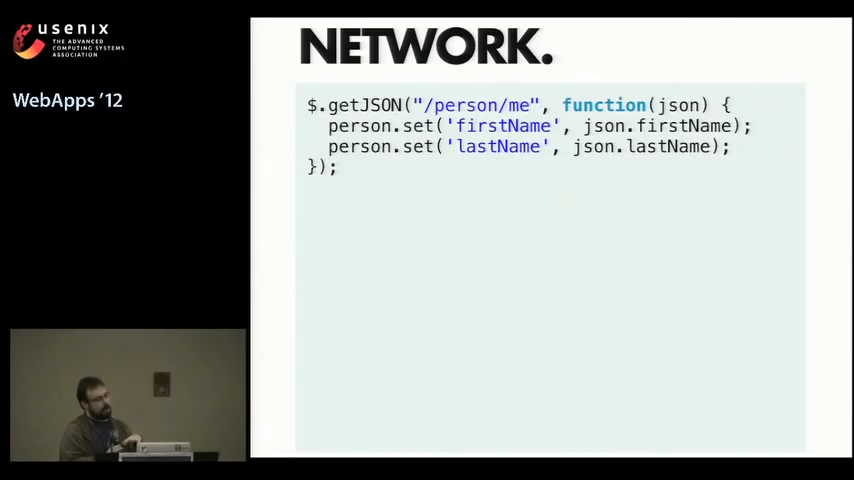 usenix
THE ADVANCED
COMPUTING SYSTEMS
ASSOCIATION
WebApps '12
NETWORK.
$.getJSON("/person/me", function(json) {
  person.set('firstName', json.firstName);
  person.set('lastName', json.lastName);
});